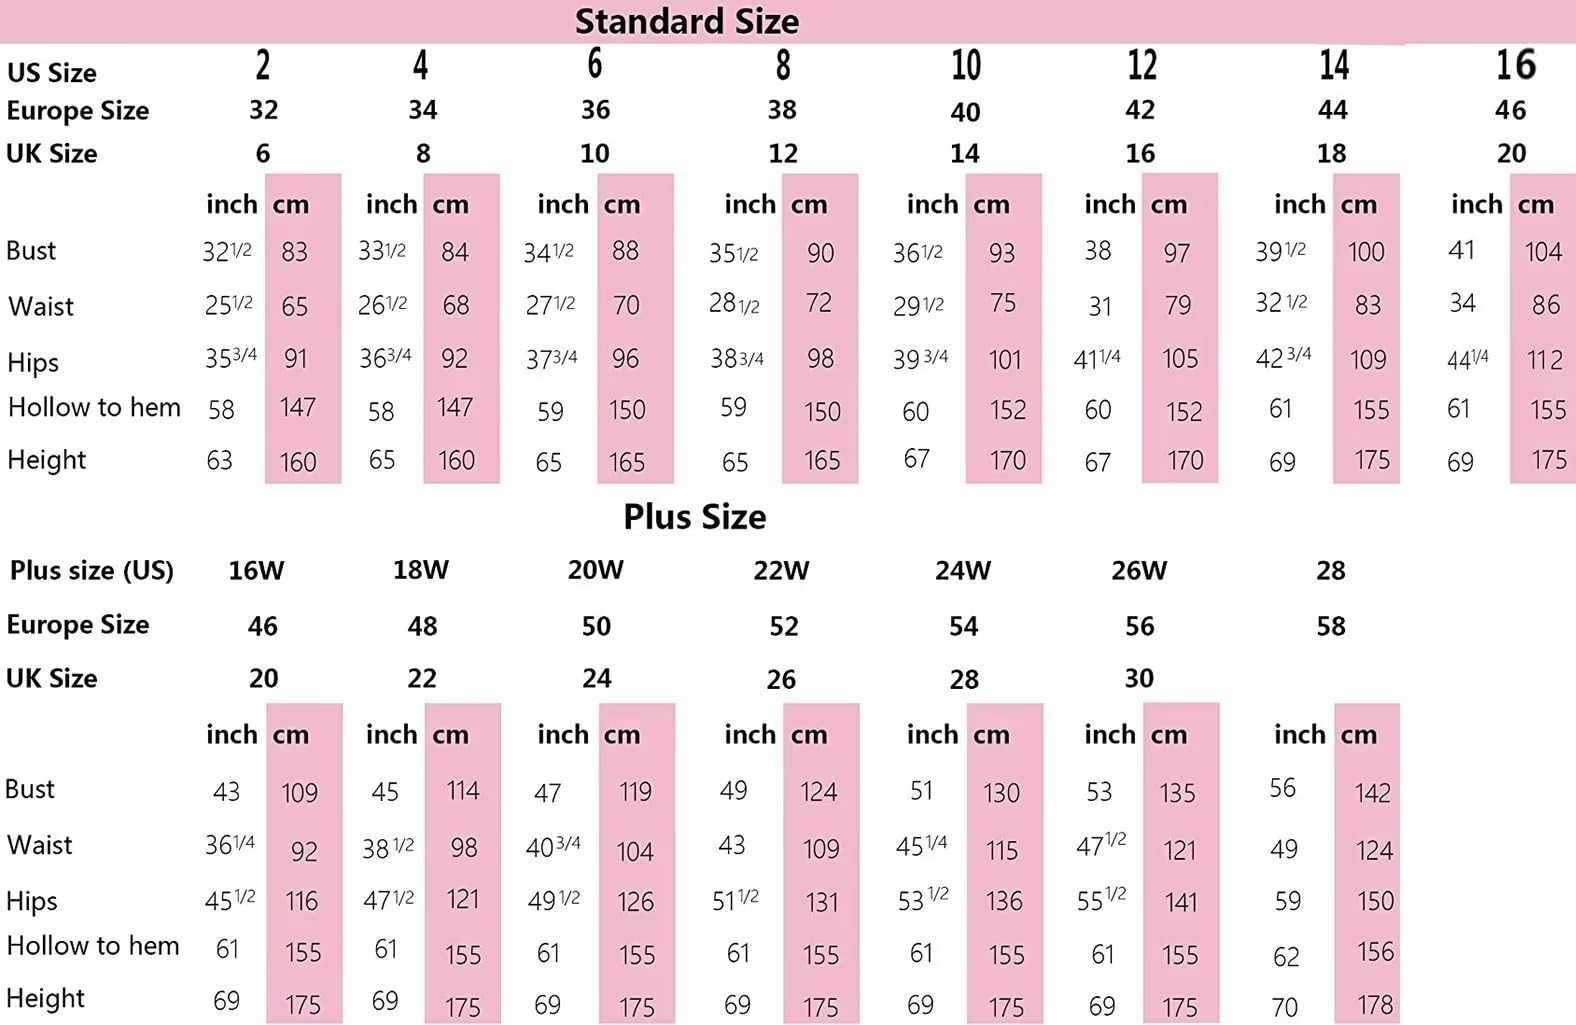 Standard Size
US Size 2 4 6 8 10 12 14 16
Europe Size 32 34 36 38 40 42 44 46
UK Size 6 8 10 12 14 16 18 20
inch cm inch cm inch cm inch cm inch cm inch cm inch cm inch cm
Bust 32 1/2 83 33 1/2 84 34 1/2 88 35 1/2 90 36 1/2 93 38 97 39 1/2 100 41 104
Waist 25 1/2 65 26 1/2 68 27 1/2 70 28 1/2 72 29 1/2 75 31 79 32 1/2 83 34 86
Hips 35 3/4 91 36 3/4 92 37 3/4 96 38 3/4 98 39 3/4 101 41 1/4 105 42 3/4 109 44 1/4 112
Hollow to hem 58 147 58 147 59 150 59 150 60 152 60 152 61 155 61 155
Height 63 160 65 160 65 165 65 165 67 170 67 170 69 175 69 175
Plus Size
Plus size (US) 16W 18W 20W 22W 24W 26W 28
Europe Size 46 48 50 52 54 56 58
UK Size 20 22 24 26 28 30
inch cm inch cm inch cm inch cm inch cm inch cm inch cm
Bust 43 109 45 114 47 119 49 124 51 130 53 135 56 142
Waist 36 1/4 92 38 1/2 98 40 3/4 104 43 109 45 1/4 115 47 1/2 121 49 124
Hips 45 1/2 116 47 1/2 121 49 1/2 126 51 1/2 131 53 1/2 136 55 1/2 141 59 150
Hollow to hem 61 155 61 155 61 155 61 155 61 155 61 155 62 156
Height 69 175 69 175 69 175 69 175 69 175 69 175 70 178